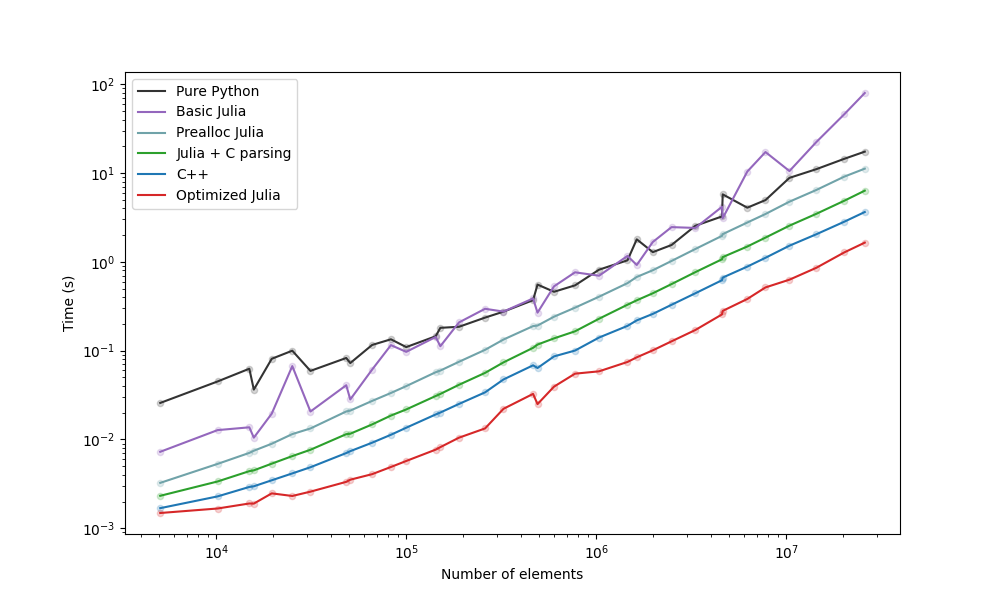 10²
10¹
10⁰
10⁻¹
10⁻²
10⁻³
Time (s)
Pure Python
Basic Julia
Prealloc Julia
Julia + C parsing
C++
Optimized Julia
10⁴ 10⁵ 10⁶ 10⁷
Number of elements